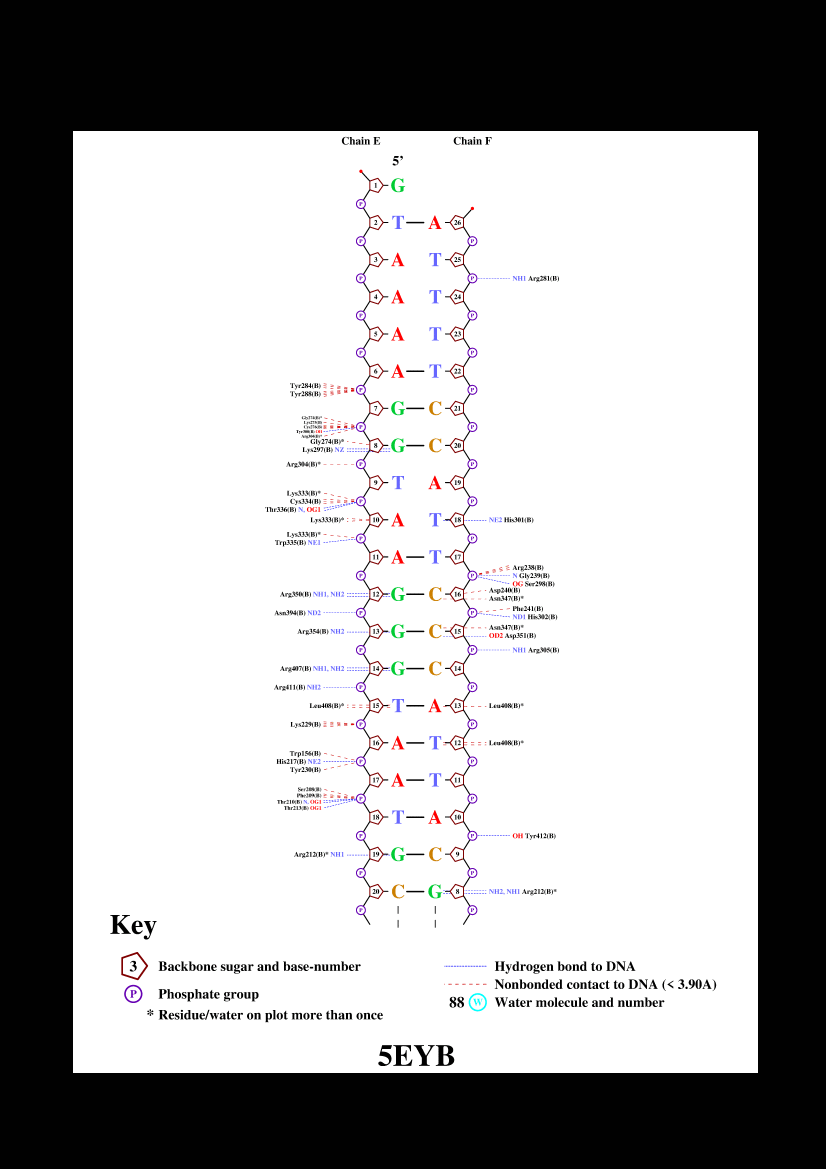 Chain E Chain F
5'
1 G
P
2 T A 26
P P
3 A T 25
P P NH1 Arg281(B)
4 A T 24
P P
5 A T 23
P P
6 A T 22
Tyr284(B)
P P
Tyr288(B)
7 G C 21
Gly274(B)*
Lys275(B)
Cys276(B) P P
Tyr300(B) OH
Arg304(B)*
Gly274(B)*
8 G C 20
Lys297(B) NZ
Arg304(B)* P P
9 T A 19
Lys333(B)*
Cys334(B) P P
Thr336(B) N, OG1
Lys333(B)* 10 A T 18 NE2 His301(B)
Lys333(B)*
P P
Trp335(B) NE1
11 A T 17
Arg238(B)
P P N Gly239(B)
OG Ser298(B)
Asp240(B)
Arg350(B) NH1, NH2 12 G C 16
Asn347(B)*
Phe241(B)
Asn394(B) ND2 P P
ND1 His302(B)
Asn347(B)*
Arg354(B) NH2 13 G C 15
OD2 Asp351(B)
P P NH1 Arg305(B)
Arg407(B) NH1, NH2 14 G C 14
Arg411(B) NH2 P P
Leu408(B)* 15 T A 13 Leu408(B)*
Lys229(B) P P
16 A T 12 Leu408(B)*
Trp156(B)
His217(B) NE2 P P
Tyr230(B)
17 A T 11
Ser208(B)
Phe209(B) P P
Thr210(B) N, OG1
Thr213(B) OG1
18 T A 10
P P OH Tyr412(B)
Arg212(B)* NH1 19 G C 9
P P
20 C G 8 NH2, NH1 Arg212(B)*
P P
Key
3 Backbone sugar and base-number
P Phosphate group
* Residue/water on plot more than once
Hydrogen bond to DNA
Nonbonded contact to DNA (< 3.90A)
88 W Water molecule and number
5EYB